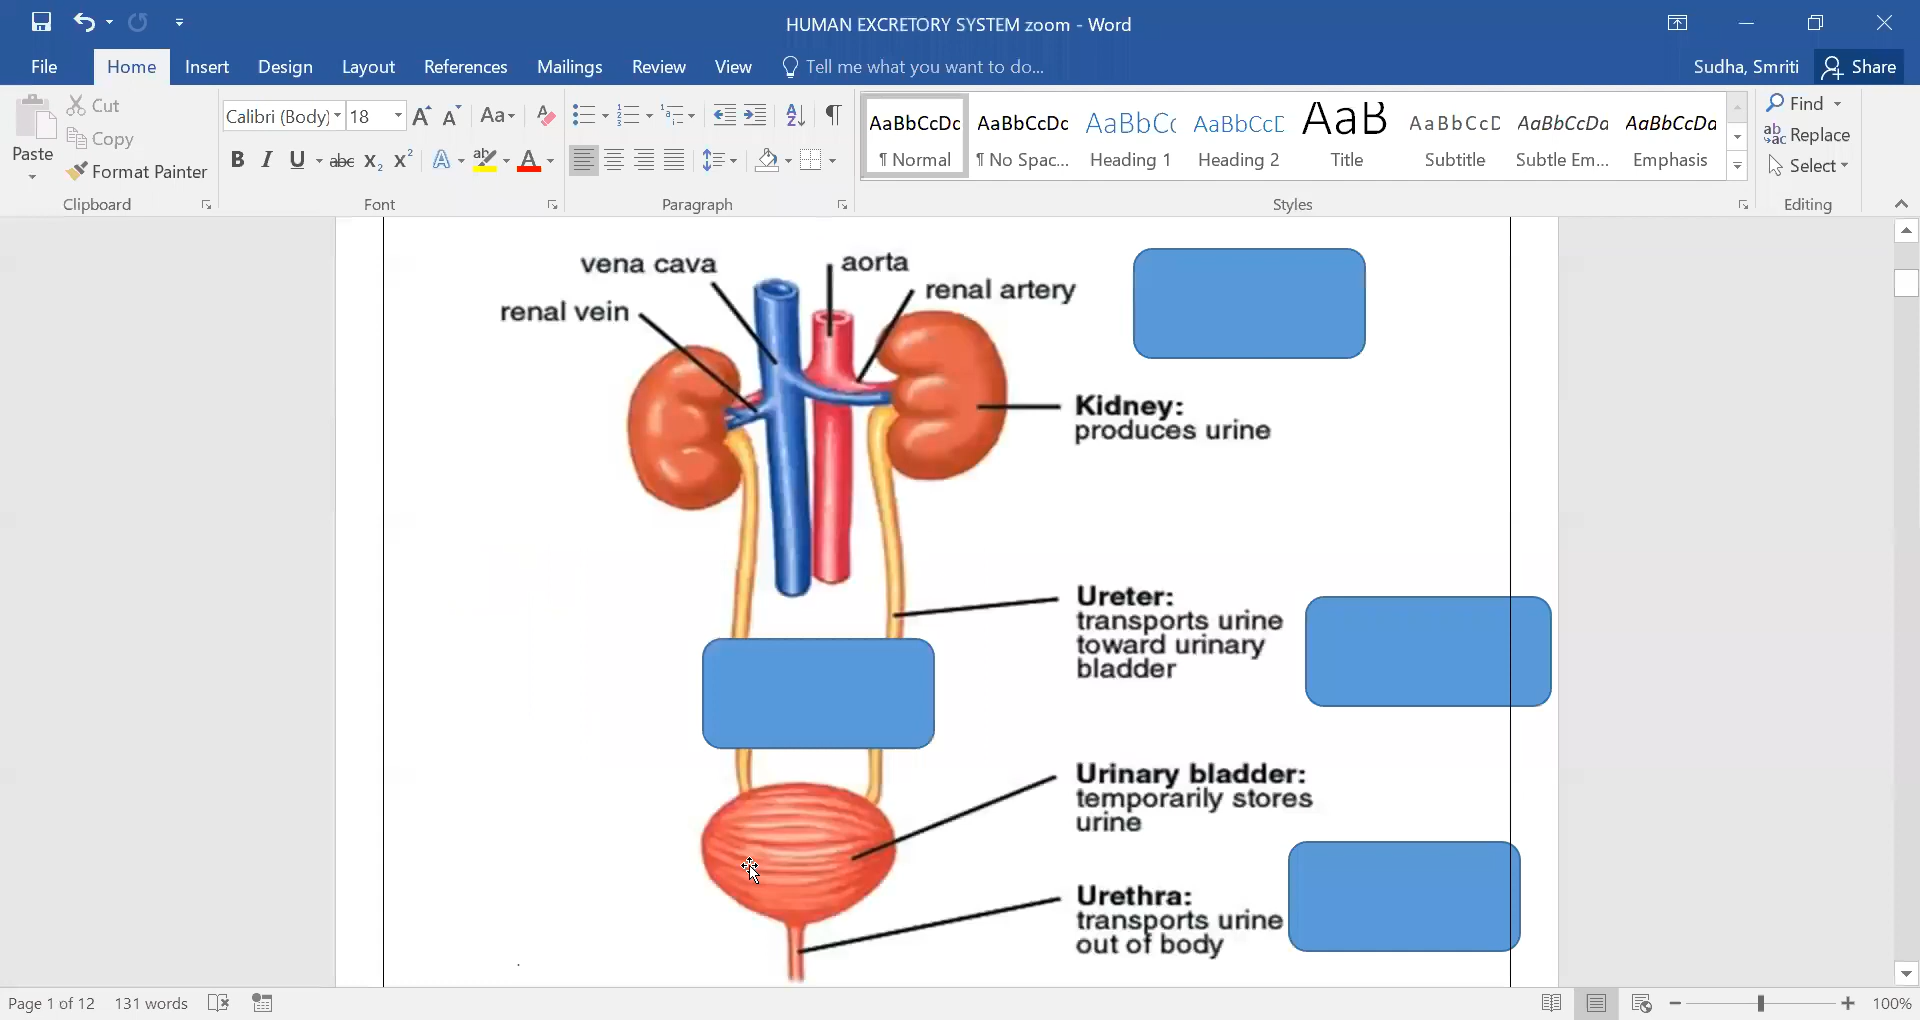 HUMAN EXCRETORY SYSTEM zoom - Word
File Home Insert Design Layout References Mailings Review View Tell me what you want to do... Sudha, Smriti Share
Paste
Cut
Copy
Format Painter
Clipboard
Calibri (Body) 18
Font
Paragraph
AaBbCcDc AaBbCcDc AaBbCc AaBbCcD AaB AaBbCcD AaBbCcDa AaBbCcDa
¶ Normal ¶ No Spac... Heading 1 Heading 2 Title Subtitle Subtle Em... Emphasis
Styles
Find
Replace
Select
Editing
vena cava
aorta
renal artery
renal vein
Kidney:
produces urine
Ureter:
transports urine
toward urinary
bladder
Urinary bladder:
temporarily stores
urine
Urethra:
transports urine
out of body
Page 1 of 12 131 words 100%